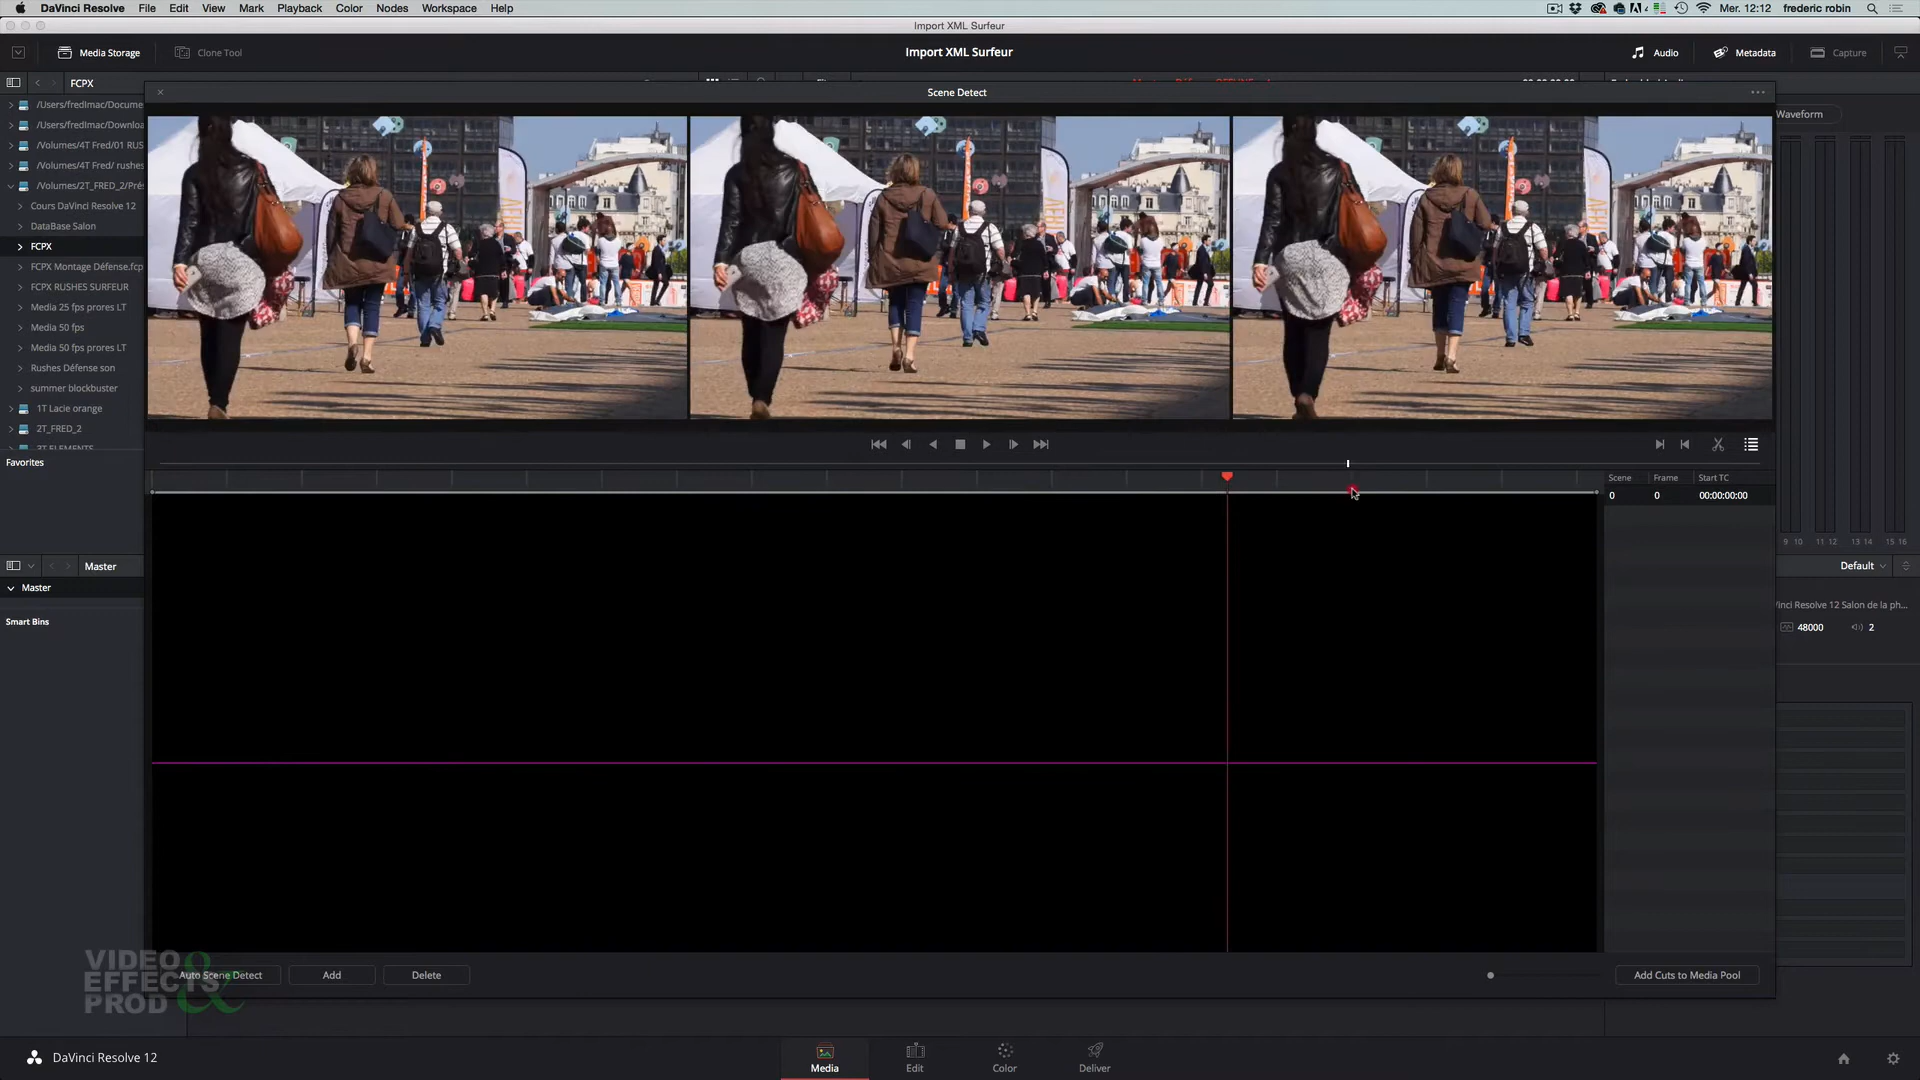 DaVinci Resolve File Edit View Mark Playback Color Nodes Workspace Help
Mer. 12:12 frederic robin
Import XML Surfeur
Media Storage Clone Tool
Import XML Surfeur
Audio Metadata Capture
FCPX
Scene Detect
/Users/fredImac/Docume
/Users/fredImac/Downloa
/Volumes/4T Fred/01 RUS
/Volumes/4T Fred/ rushes
/Volumes/2T_FRED_2/Prés
Cours DaVinci Resolve 12
DataBase Salon
FCPX
FCPX Montage Défense.fcp
FCPX RUSHES SURFEUR
Media 25 fps prores LT
Media 50 fps
Media 50 fps prores LT
Rushes Défense son
summer blockbuster
1T Lacie orange
2T_FRED_2
3T ELEMENTS
Favorites
Waveform
Scene Frame Start TC
0 0 00:00:00:00
9 10 11 12 13 14 15 16
Master
Default
Master
Smart Bins
Vinci Resolve 12 Salon de la ph...
48000 2
VIDEO
EFFECTS
PROD
&
Auto Scene Detect Add Delete
Add Cuts to Media Pool
DaVinci Resolve 12
Media Edit Color Deliver